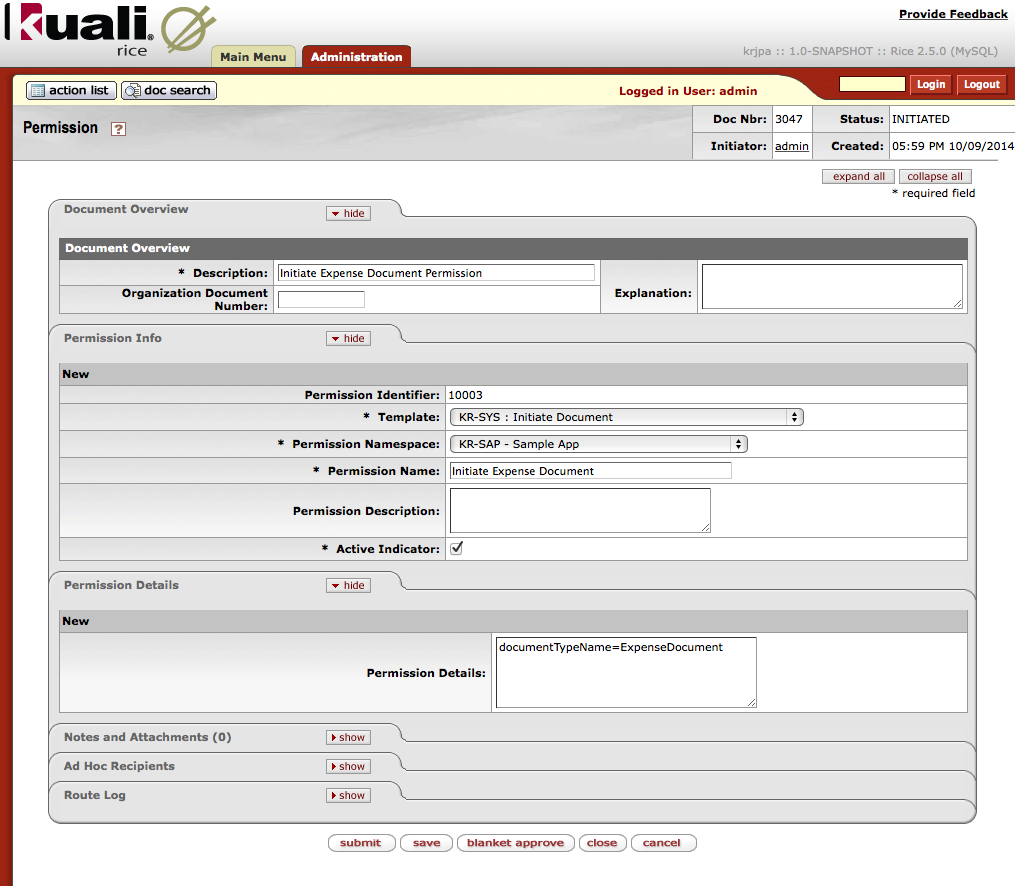 Kuali
rice
Provide Feedback
Main Menu
Administration
krjpa :: 1.0-SNAPSHOT :: Rice 2.5.0 (MySQL)
action list
doc search
Logged in User: admin
Login
Logout
Permission ?
Doc Nbr: 3047 Status: INITIATED
Initiator: admin Created: 05:59 PM 10/09/2014
expand all collapse all
* required field
Document Overview hide
Document Overview
* Description: Initiate Expense Document Permission
Organization Document
Number:
Explanation:
Permission Info hide
New
Permission Identifier: 10003
* Template: KR-SYS : Initiate Document
* Permission Namespace: KR-SAP - Sample App
* Permission Name: Initiate Expense Document
Permission Description:
* Active Indicator:
Permission Details hide
New
Permission Details: documentTypeName=ExpenseDocument
Notes and Attachments (0) show
Ad Hoc Recipients show
Route Log show
submit save blanket approve close cancel